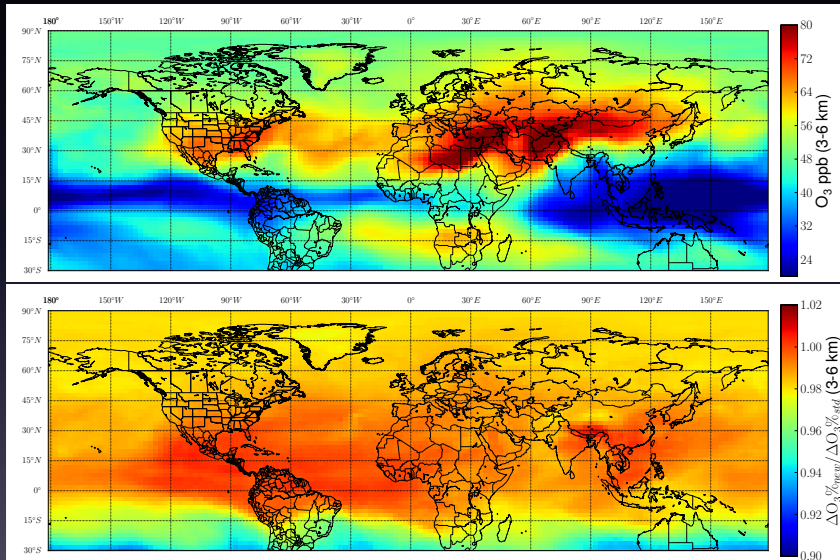 180° 150°W 120°W 90°W 60°W 30°W 0° 30°E 60°E 90°E 120°E 150°E
90°N
75°N
60°N
45°N
30°N
15°N
0°
15°S
30°S
80
72
64
56
48
40
32
24
O₃ ppb (3-6 km)
180° 150°W 120°W 90°W 60°W 30°W 0° 30°E 60°E 90°E 120°E 150°E
90°N
75°N
60°N
45°N
30°N
15°N
0°
15°S
30°S
1.02
1.00
0.98
0.96
0.94
0.92
0.90
ΔO₃%new/ΔO₃%std (3-6 km)